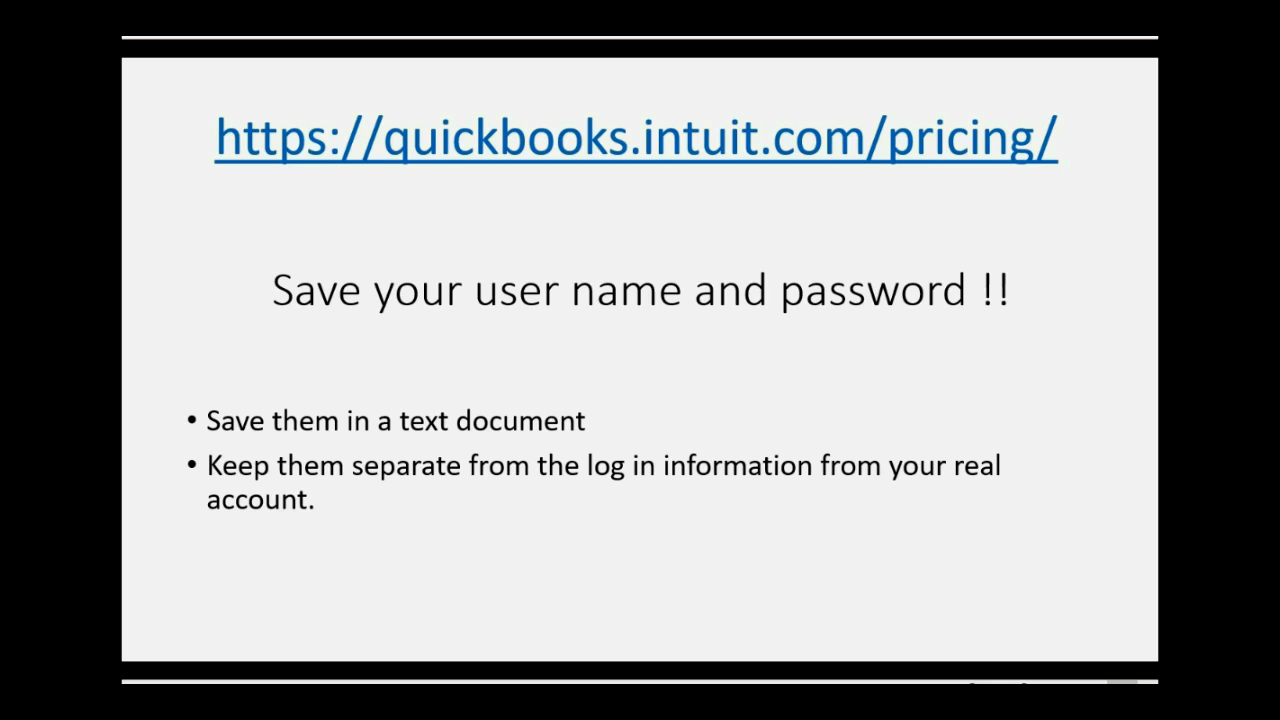 https://quickbooks.intuit.com/pricing/
Save your user name and password !!
• Save them in a text document
• Keep them separate from the log in information from your real
account.